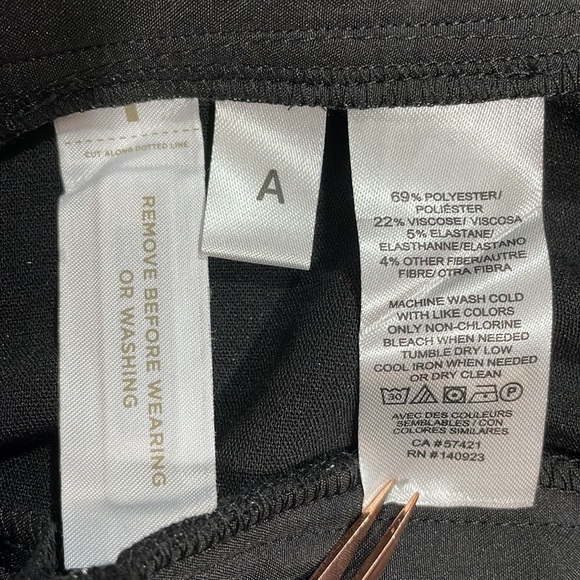 CUT ALONG DOTTED LINE
REMOVE BEFORE WEARING
OR WASHING
A
69% POLYESTER/
POLIÉSTER
22% VISCOSE/ VISCOSA
5% ELASTANE/
ELASTHANNE/ELASTANO
4% OTHER FIBER/AUTRE
FIBRE/OTRA FIBRA
MACHINE WASH COLD
WITH LIKE COLORS
ONLY NON-CHLORINE
BLEACH WHEN NEEDED
TUMBLE DRY LOW
COOL IRON WHEN NEEDED
OR DRY CLEAN
30 P
AVEC DES COULEURS
SEMBLABLES / CON
COLORES SIMILARES
CA #57421
RN #140923